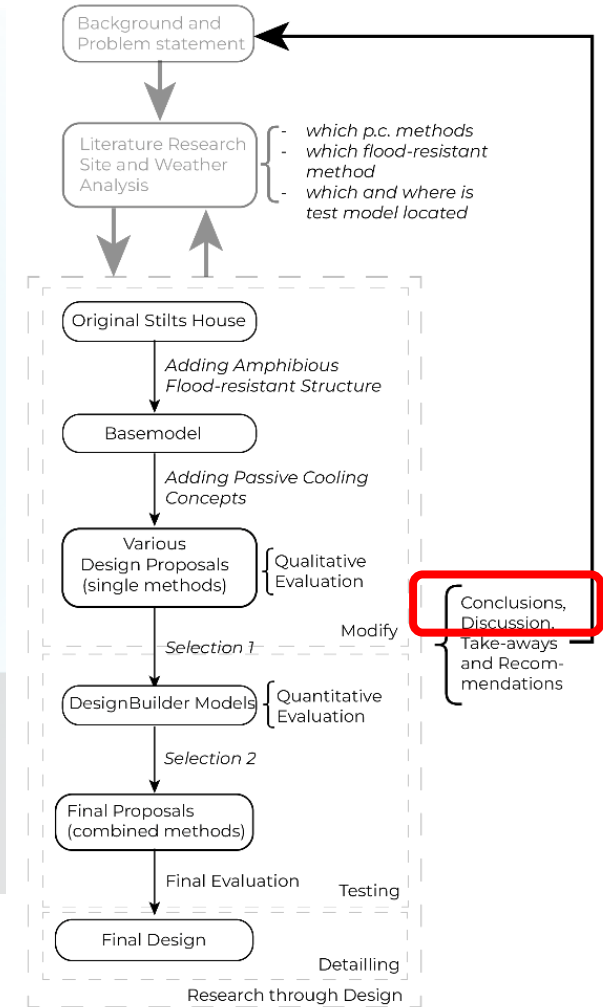 Background and
Problem statement
Literature Research
Site and Weather
Analysis
- which p.c. methods
- which flood-resistant
method
- which and where is
test model located
Original Stilts House
Adding Amphibious
Flood-resistant Structure
Basemodel
Adding Passive Cooling
Concepts
Various
Design Proposals
(single methods)
Qualitative
Evaluation
Modify
Conclusions,
Discussion,
Take-aways
and Recom-
mendations
Selection 1
DesignBuilder Models
Quantitative
Evaluation
Selection 2
Final Proposals
(combined methods)
Final Evaluation
Testing
Final Design
Detailling
Research through Design